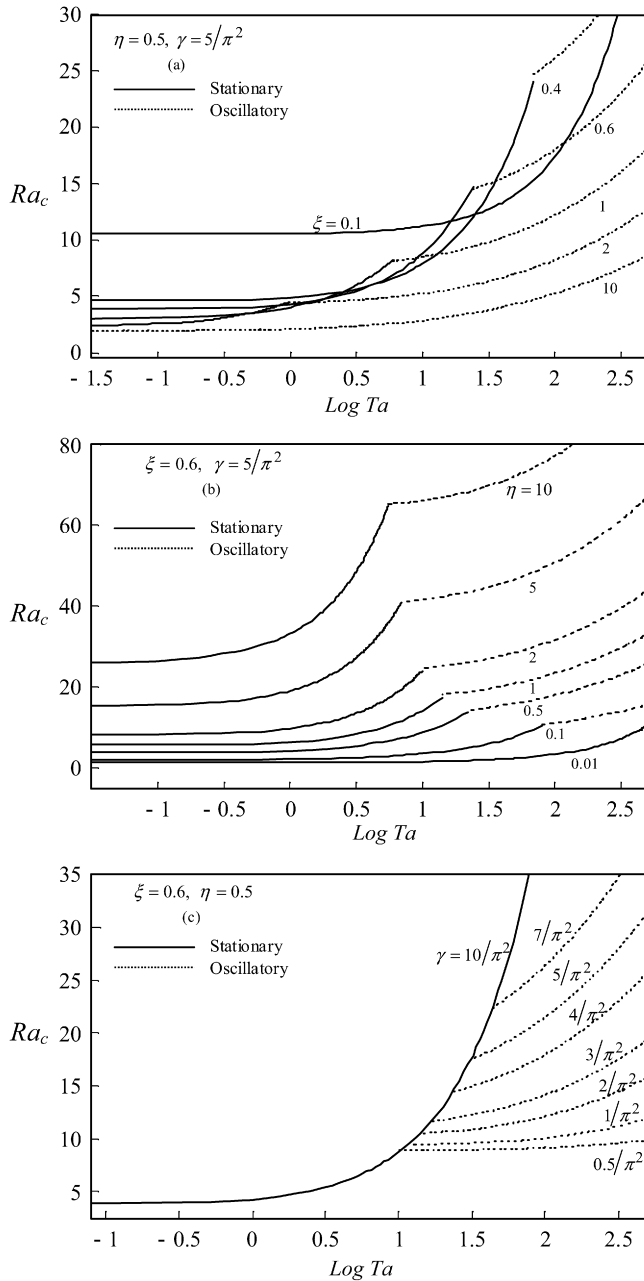 30
25
20
15
10
5
0
Ra_c
η = 0.5, γ = 5/π²
(a)
Stationary
Oscillatory
0.4
0.6
ξ = 0.1
1
2
10
- 1.5 - 1 - 0.5 0 0.5 1 1.5 2 2.5
Log Ta
80
60
40
20
0
Ra_c
ξ = 0.6, γ = 5/π²
(b)
Stationary
Oscillatory
η = 10
5
2
1
0.5
0.1
0.01
- 1 - 0.5 0 0.5 1 1.5 2 2.5
Log Ta
35
30
25
20
15
10
5
Ra_c
ξ = 0.6, η = 0.5
(c)
Stationary
Oscillatory
γ = 10/π²
7/π²
5/π²
4/π²
3/π²
2/π²
1/π²
0.5/π²
- 1 - 0.5 0 0.5 1 1.5 2 2.5
Log Ta